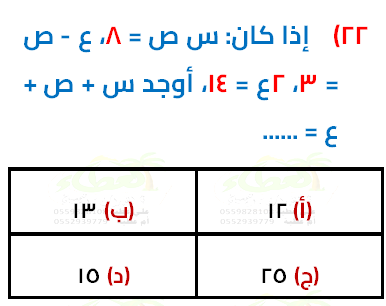 ٢٢) إذا كان: س ص = ٨، ع - ص
= ٣، ٢ع = ١٤، أوجد س + ص +
ع = ......
(أ) ١٢ (ب) ١٣
(ج) ٢٥ (د) ١٥